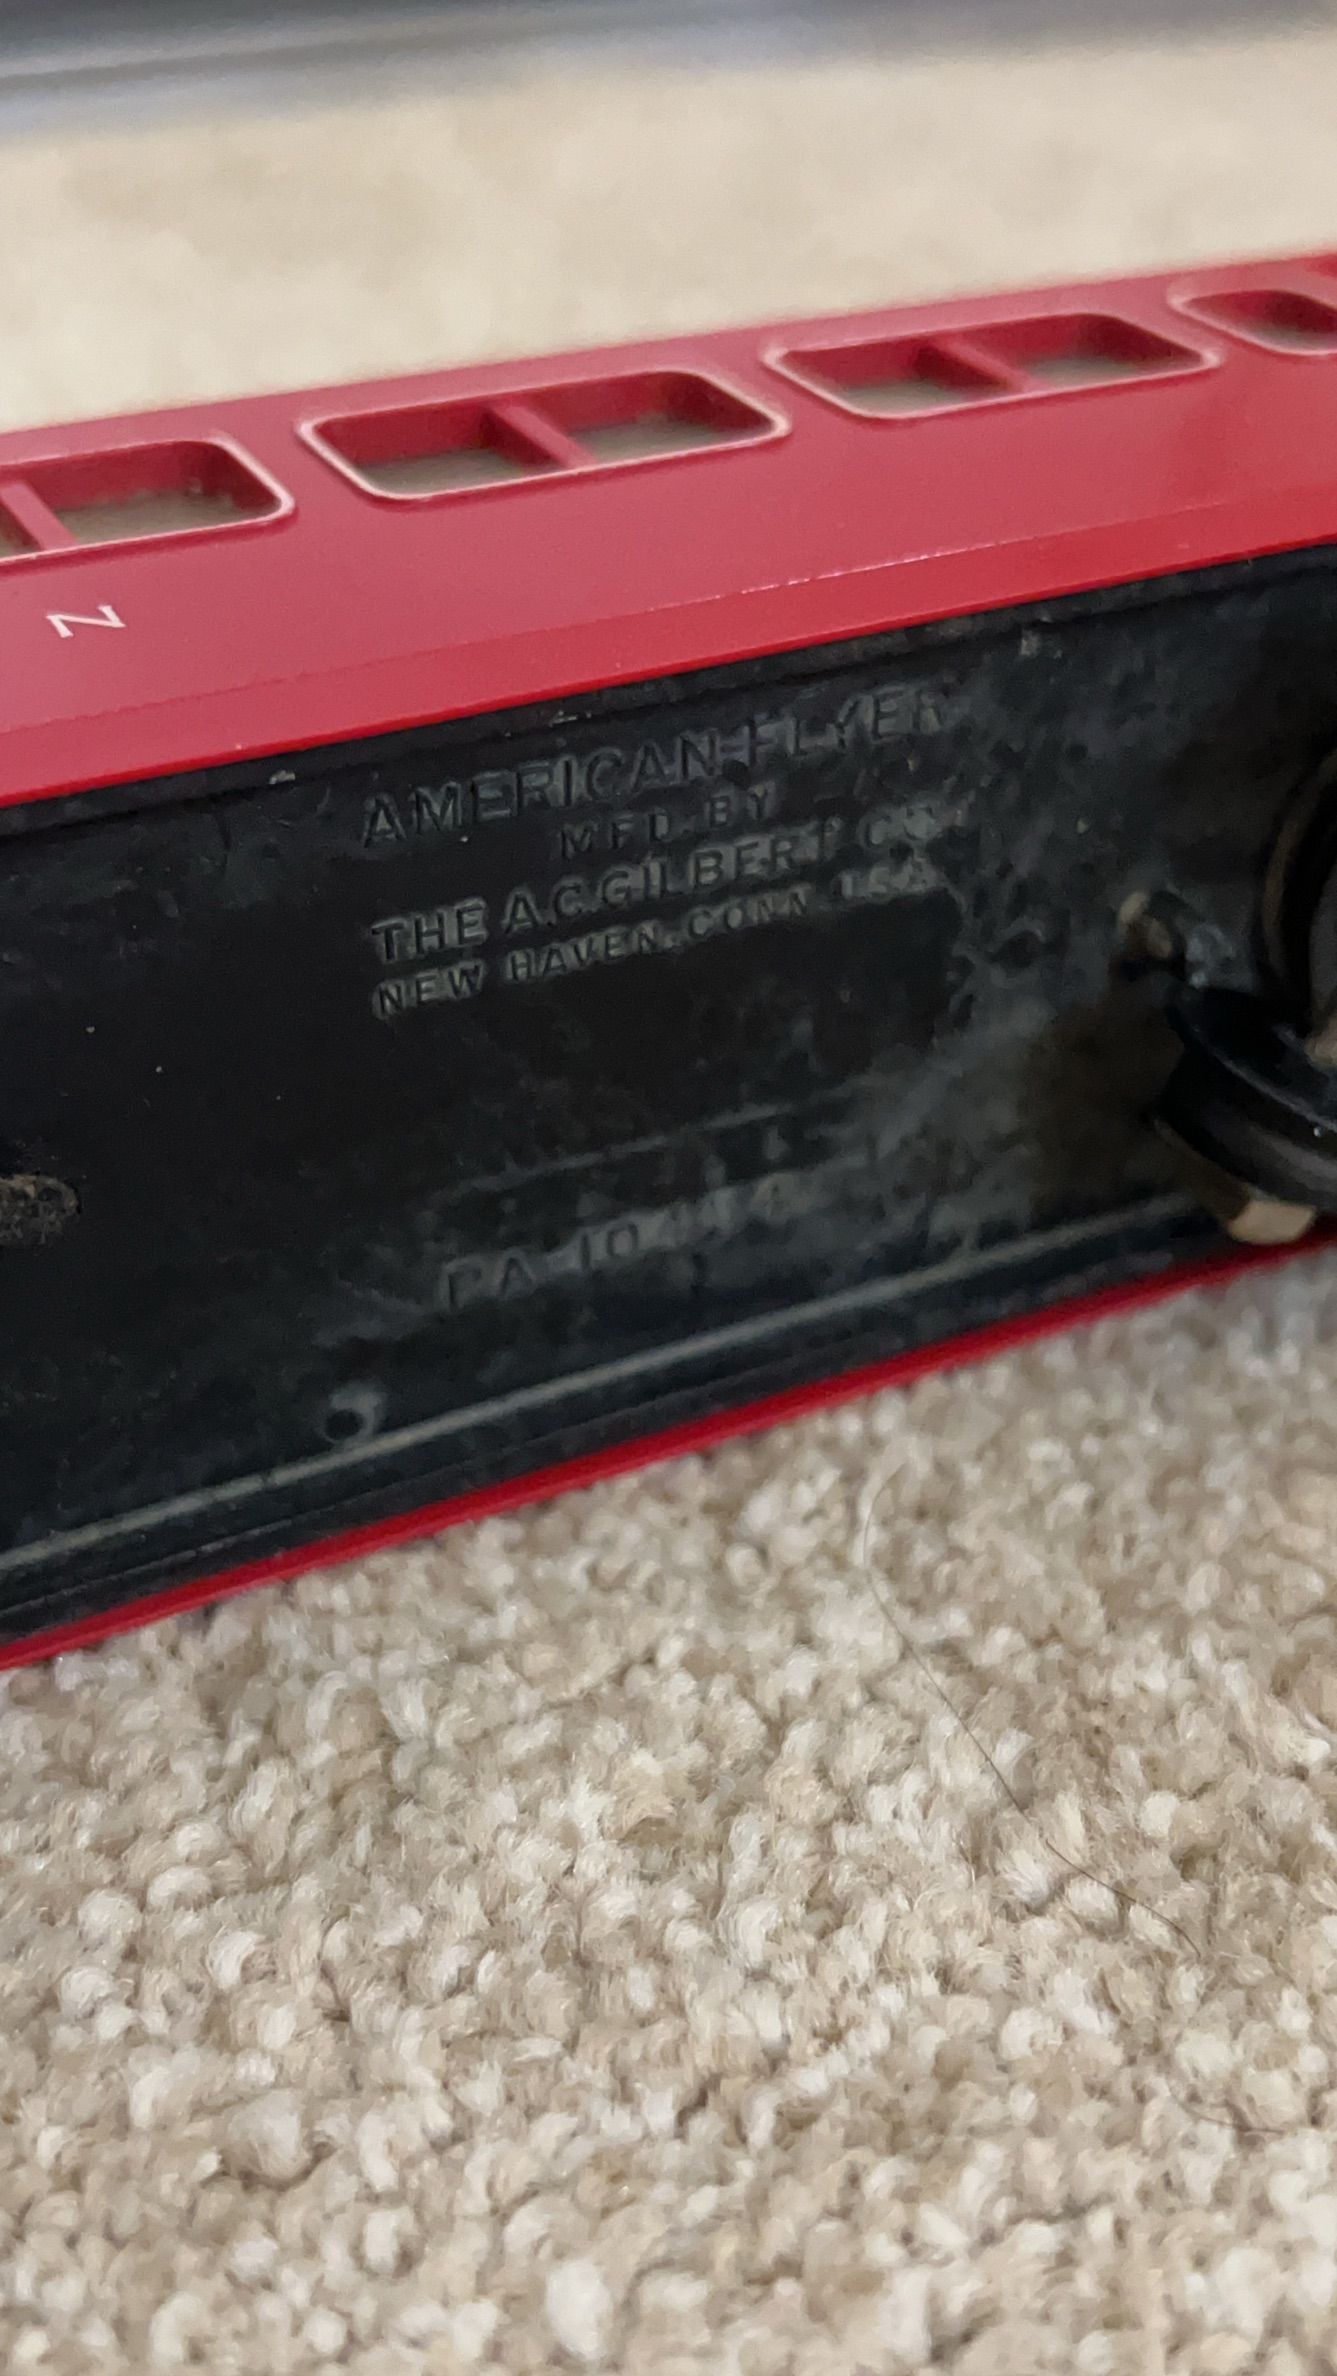 N
AMERICAN FLYER
MFD. BY
THE A.C. GILBERT CO.
NEW HAVEN, CONN. U.S.A.